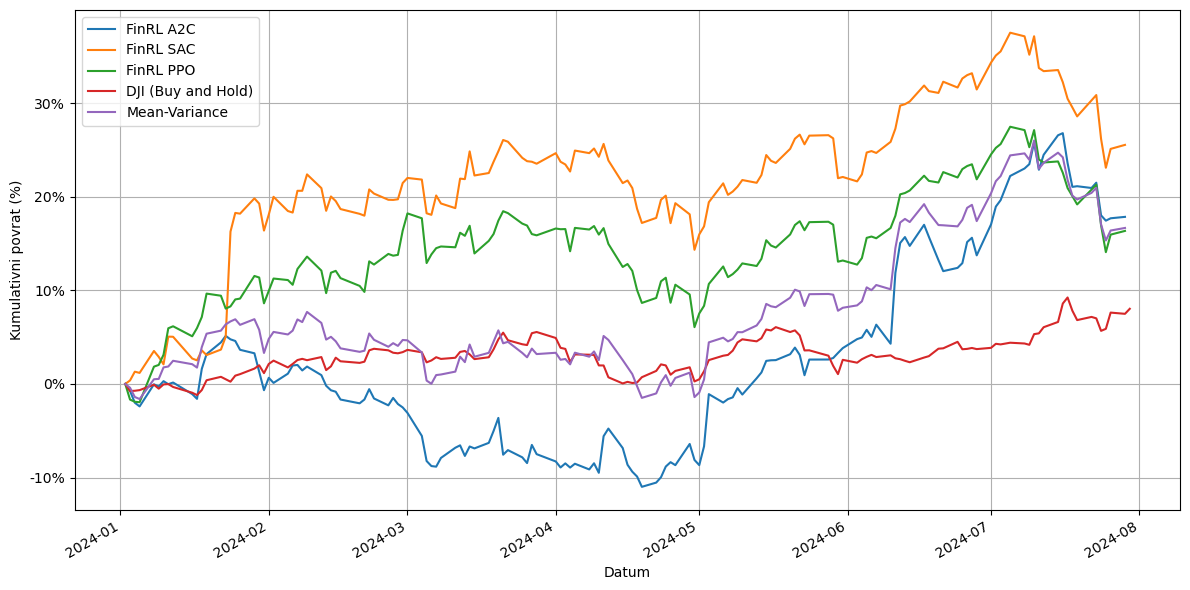 FinRL A2C
FinRL SAC
FinRL PPO
DJI (Buy and Hold)
Mean-Variance
Kumulativni povrat (%)
30%
20%
10%
0%
-10%
2024-01
2024-02
2024-03
2024-04
2024-05
2024-06
2024-07
2024-08
Datum